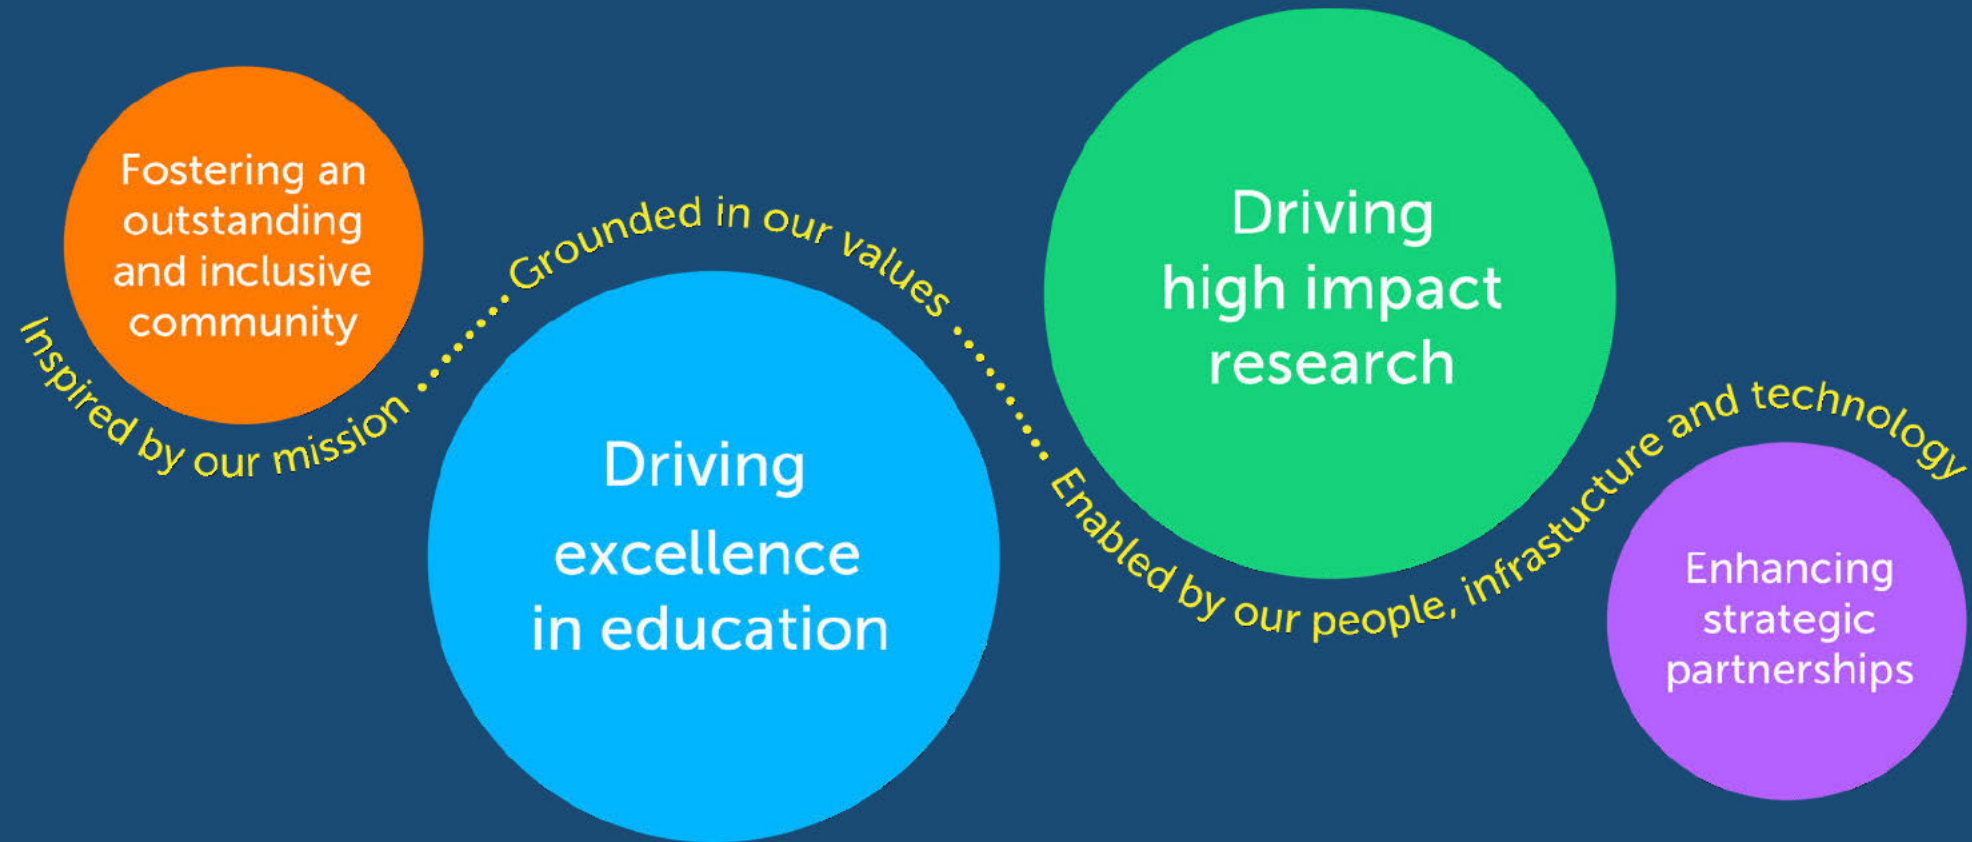 Fostering an
outstanding
and inclusive
community
Inspired by our mission ........ Grounded in our values ......... Enabled by our people, infrastucture and technology
Driving
excellence
in education
Driving
high impact
research
Enhancing
strategic
partnerships